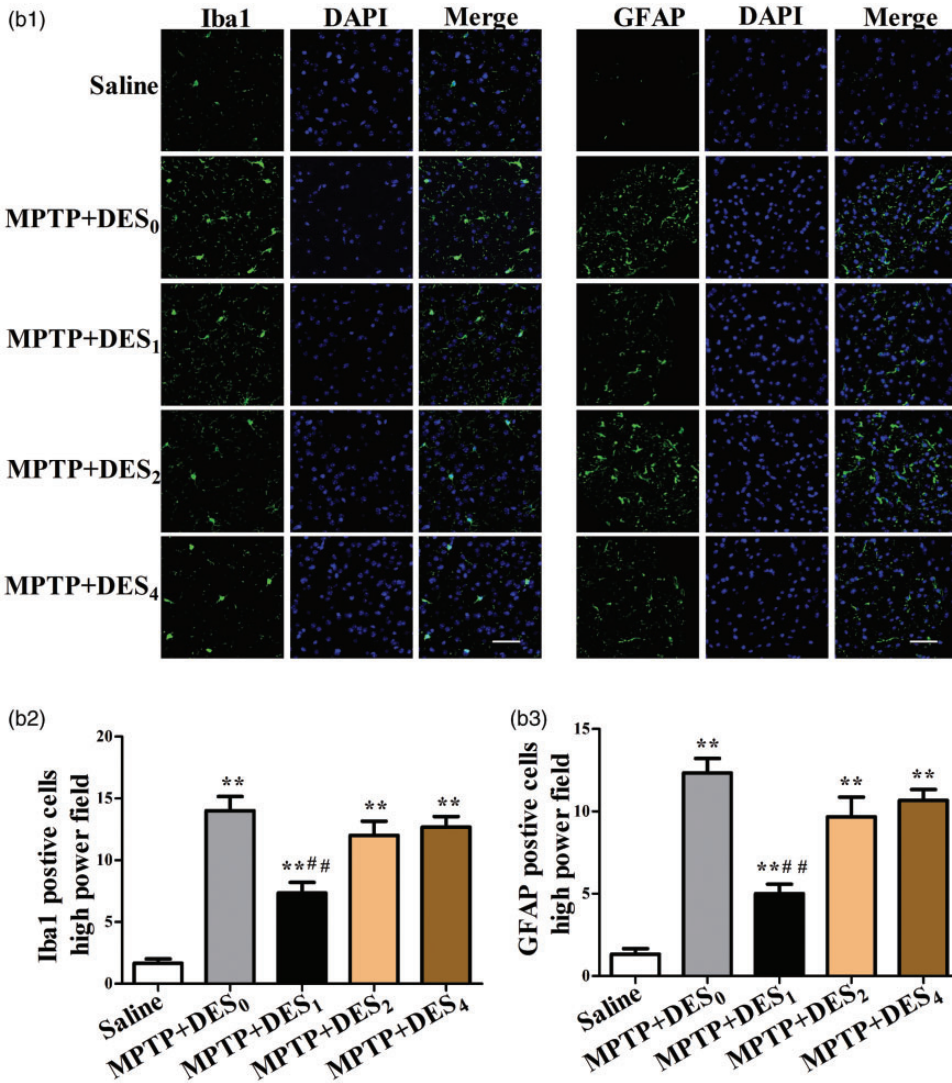 (b1)
Iba1 DAPI Merge GFAP DAPI Merge
Saline
MPTP+DES₀
MPTP+DES₁
MPTP+DES₂
MPTP+DES₄
(b2)
Iba1 postive cells
high power field
20
15
10
5
0
**
**# #
**
**
Saline
MPTP+DES₀
MPTP+DES₁
MPTP+DES₂
MPTP+DES₄
(b3)
GFAP postive cells
high power field
15
10
5
0
**
**# #
**
**
Saline
MPTP+DES₀
MPTP+DES₁
MPTP+DES₂
MPTP+DES₄